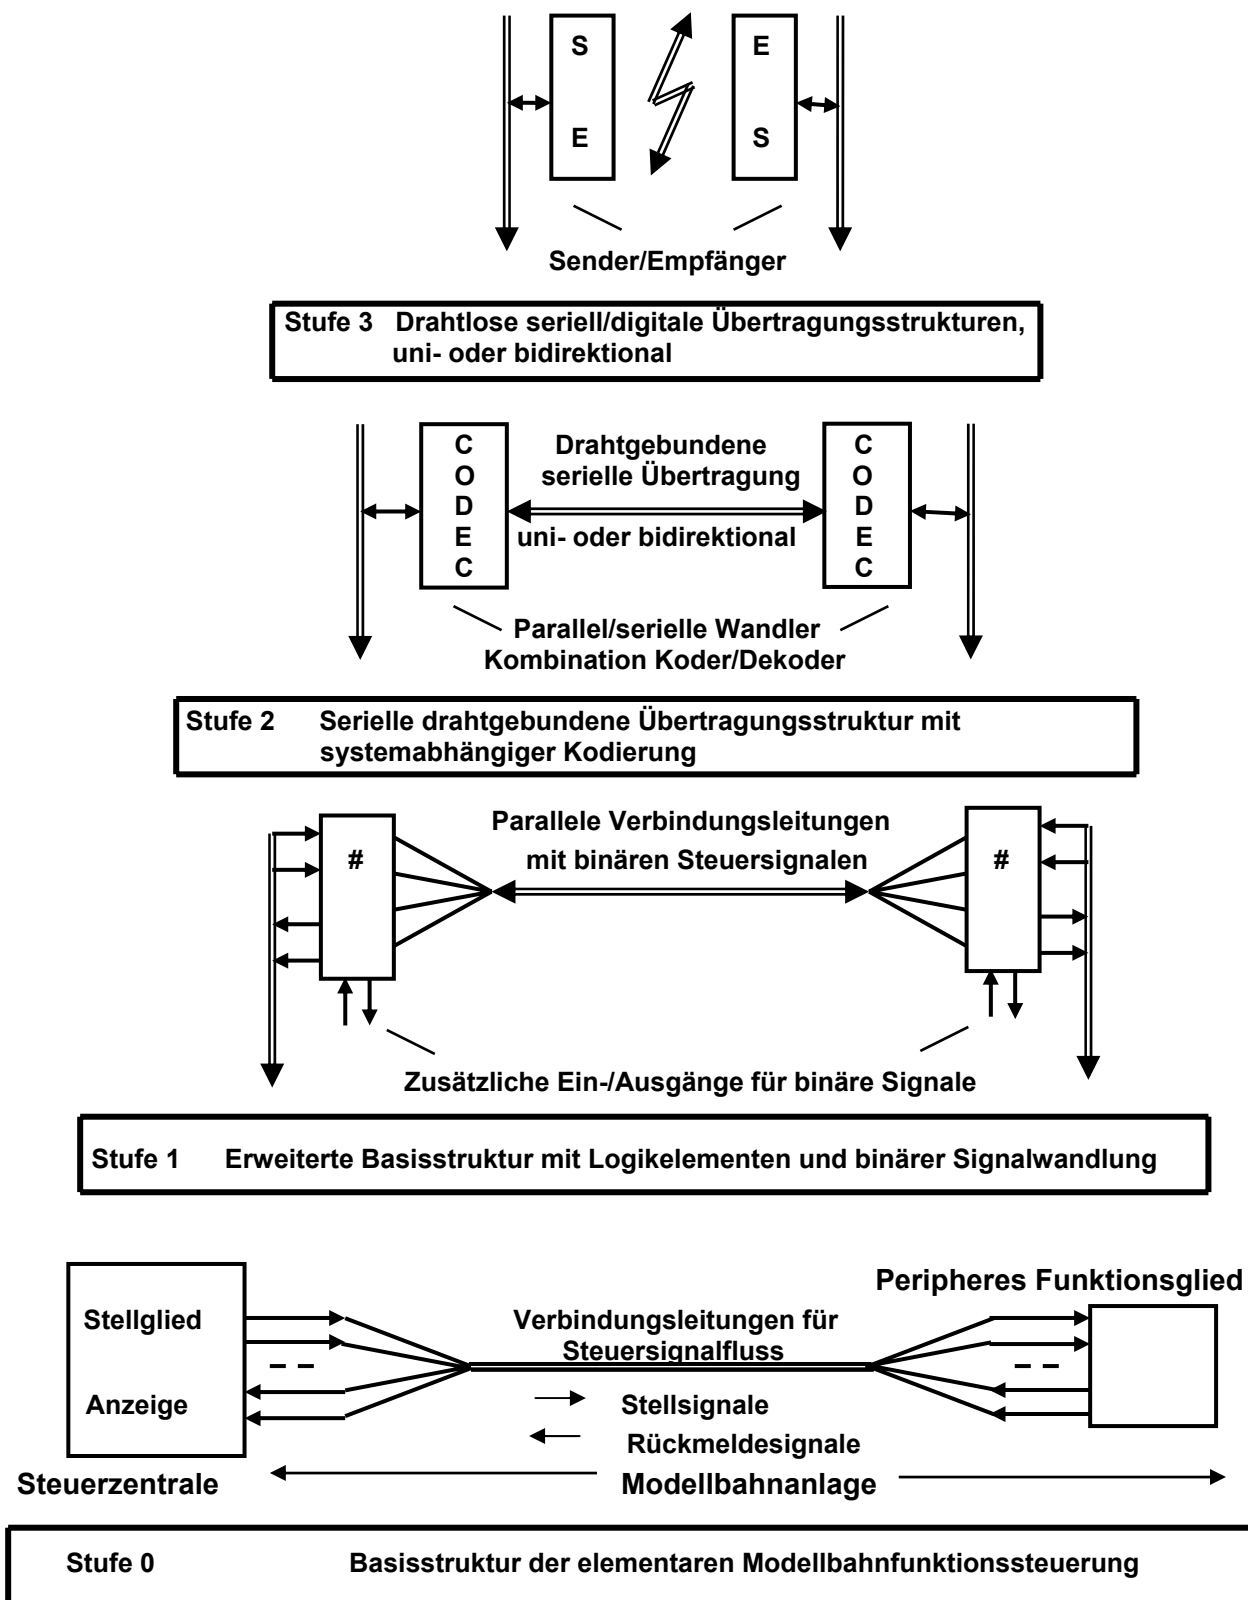 S E
E S
Sender/Empfänger
Stufe 3 Drahtlose seriell/digitale Übertragungsstrukturen,
uni- oder bidirektional
C
O
D
E
C
Drahtgebundene
serielle Übertragung
uni- oder bidirektional
C
O
D
E
C
Parallel/serielle Wandler
Kombination Koder/Dekoder
Stufe 2 Serielle drahtgebundene Übertragungsstruktur mit
systemabhängiger Kodierung
Parallele Verbindungsleitungen
# mit binären Steuersignalen #
Zusätzliche Ein-/Ausgänge für binäre Signale
Stufe 1 Erweiterte Basisstruktur mit Logikelementen und binärer Signalwandlung
Peripheres Funktionsglied
Stellglied
Verbindungsleitungen für
Steuersignalfluss
Anzeige
Stellsignale
Rückmeldesignale
Steuerzentrale
Modellbahnanlage
Stufe 0 Basisstruktur der elementaren Modellbahnfunktionssteuerung